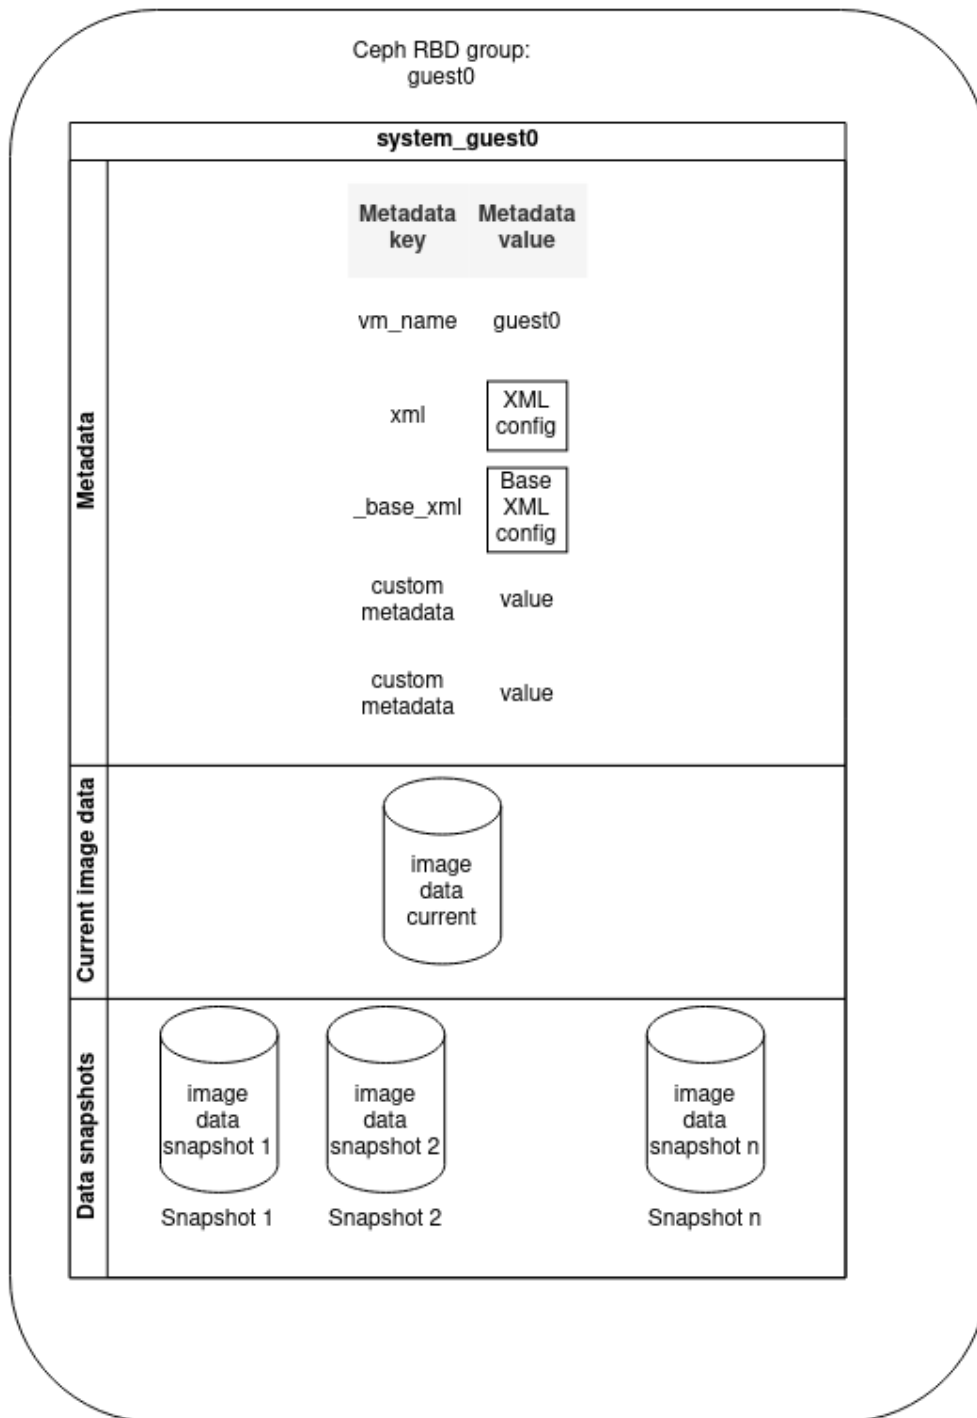 Ceph RBD group:
guest0
system_guest0
Metadata
Metadata key
Metadata value
vm_name
guest0
xml
XML
config
_base_xml
Base
XML
config
custom
metadata
value
custom
metadata
value
Current image data
image
data
current
Data snapshots
image
data
snapshot 1
Snapshot 1
image
data
snapshot 2
Snapshot 2
image
data
snapshot n
Snapshot n